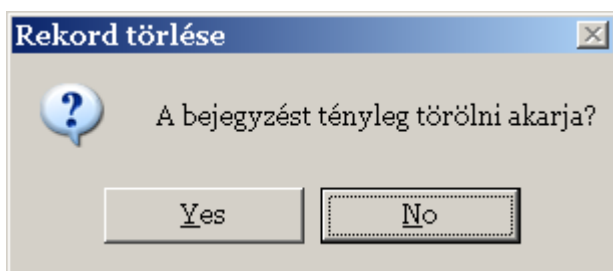 Rekord törlése
A bejegyzést tényleg törölni akarja?
Yes No